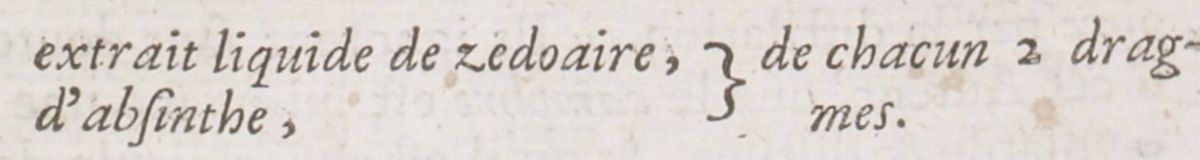 extrait liquide de zedoaire, } de chacun 2 drag-
d'abſinthe, mes.